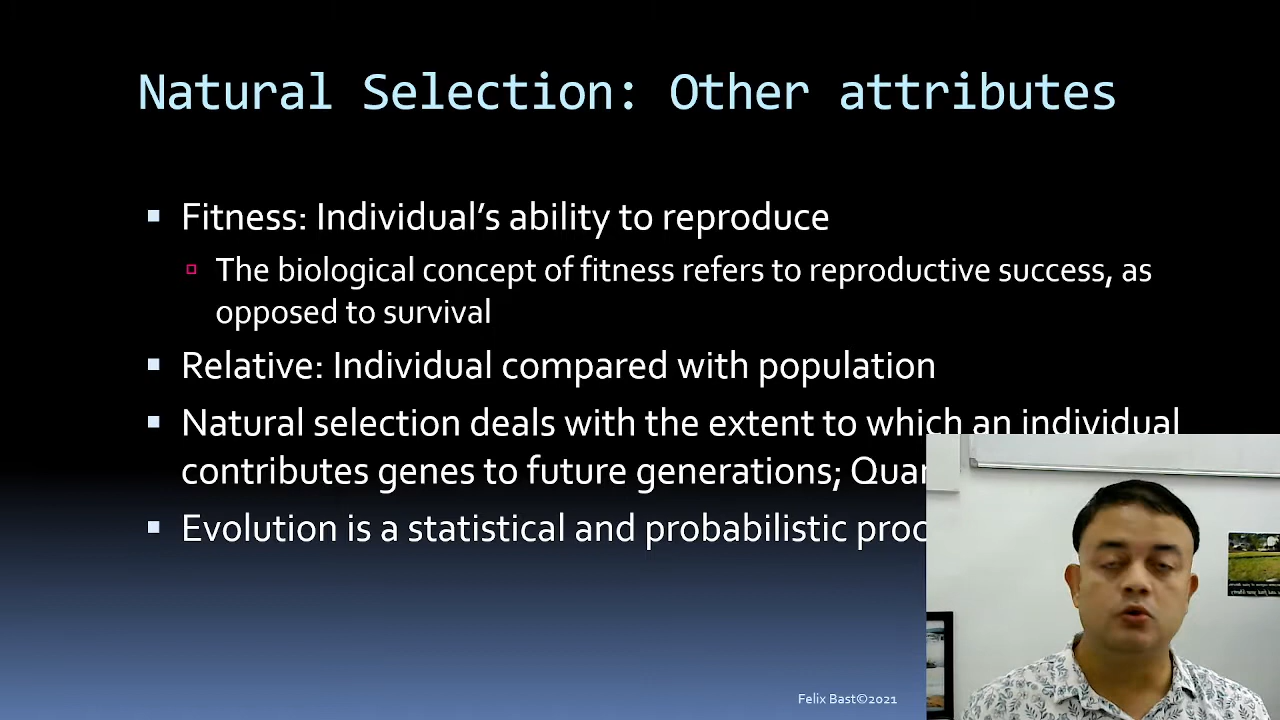 Natural Selection: Other attributes
Fitness: Individual’s ability to reproduce
The biological concept of fitness refers to reproductive success, as
opposed to survival
Relative: Individual compared with population
Natural selection deals with the extent to which an individual
contributes genes to future generations;
Evolution is a statistical and probabilistic
Felix Bast©2021